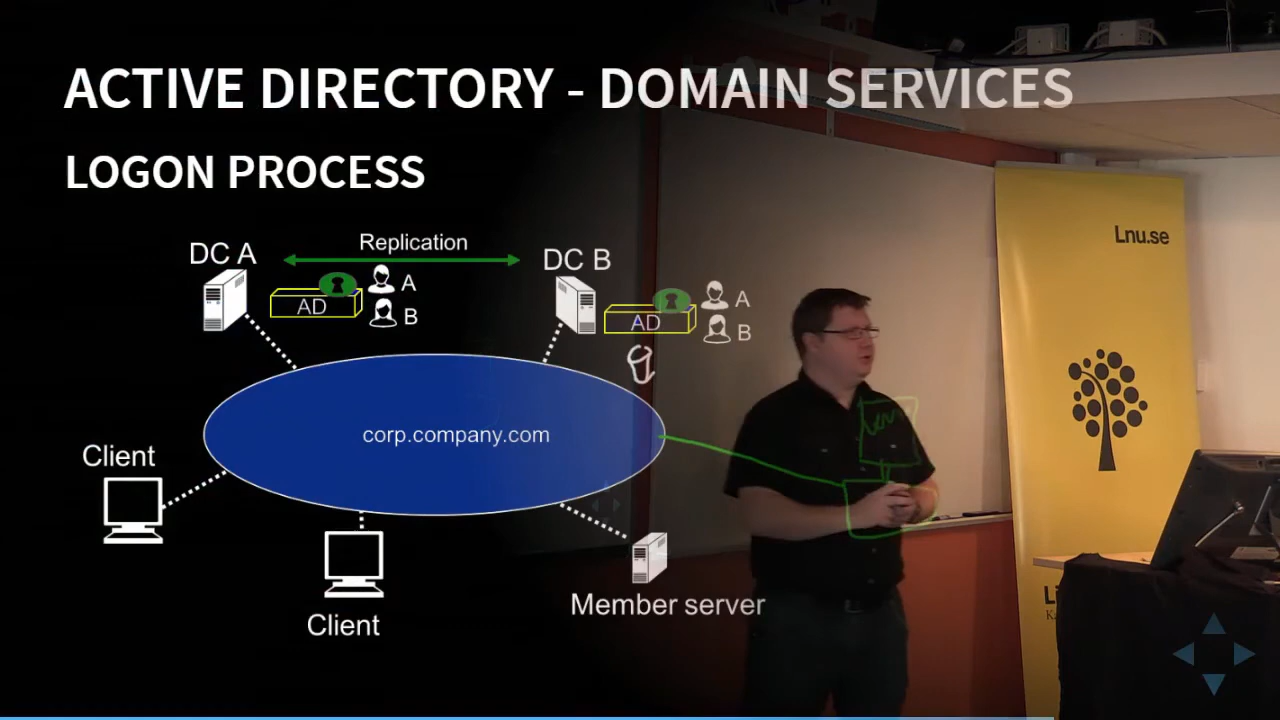 ACTIVE DIRECTORY - DOMAIN SERVICES
LOGON PROCESS
Lnu.se
Replication
DC A
DC B
A
B
AD
A
B
AD
corp.company.com
Client
Client
Member server